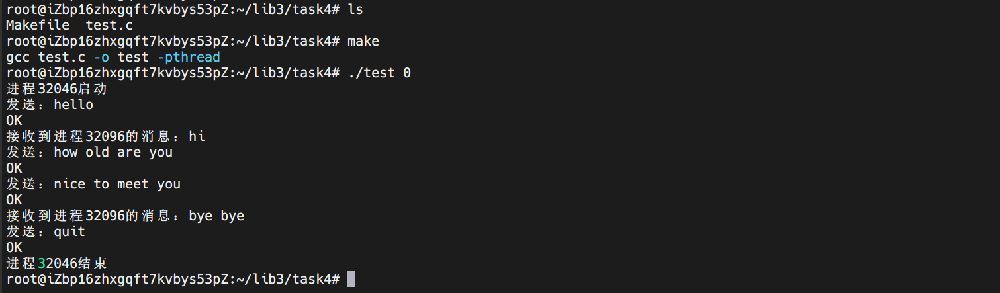 root@iZbp16zhxgqft7kvbys53pZ:~/lib3/task4# ls
Makefile  test.c
root@iZbp16zhxgqft7kvbys53pZ:~/lib3/task4# make
gcc test.c -o test -pthread
root@iZbp16zhxgqft7kvbys53pZ:~/lib3/task4# ./test 0
进程32046启动
发送：hello
OK
接收到进程32096的消息：hi
发送：how old are you
OK
发送：nice to meet you
OK
接收到进程32096的消息：bye bye
发送：quit
OK
进程32046结束
root@iZbp16zhxgqft7kvbys53pZ:~/lib3/task4#